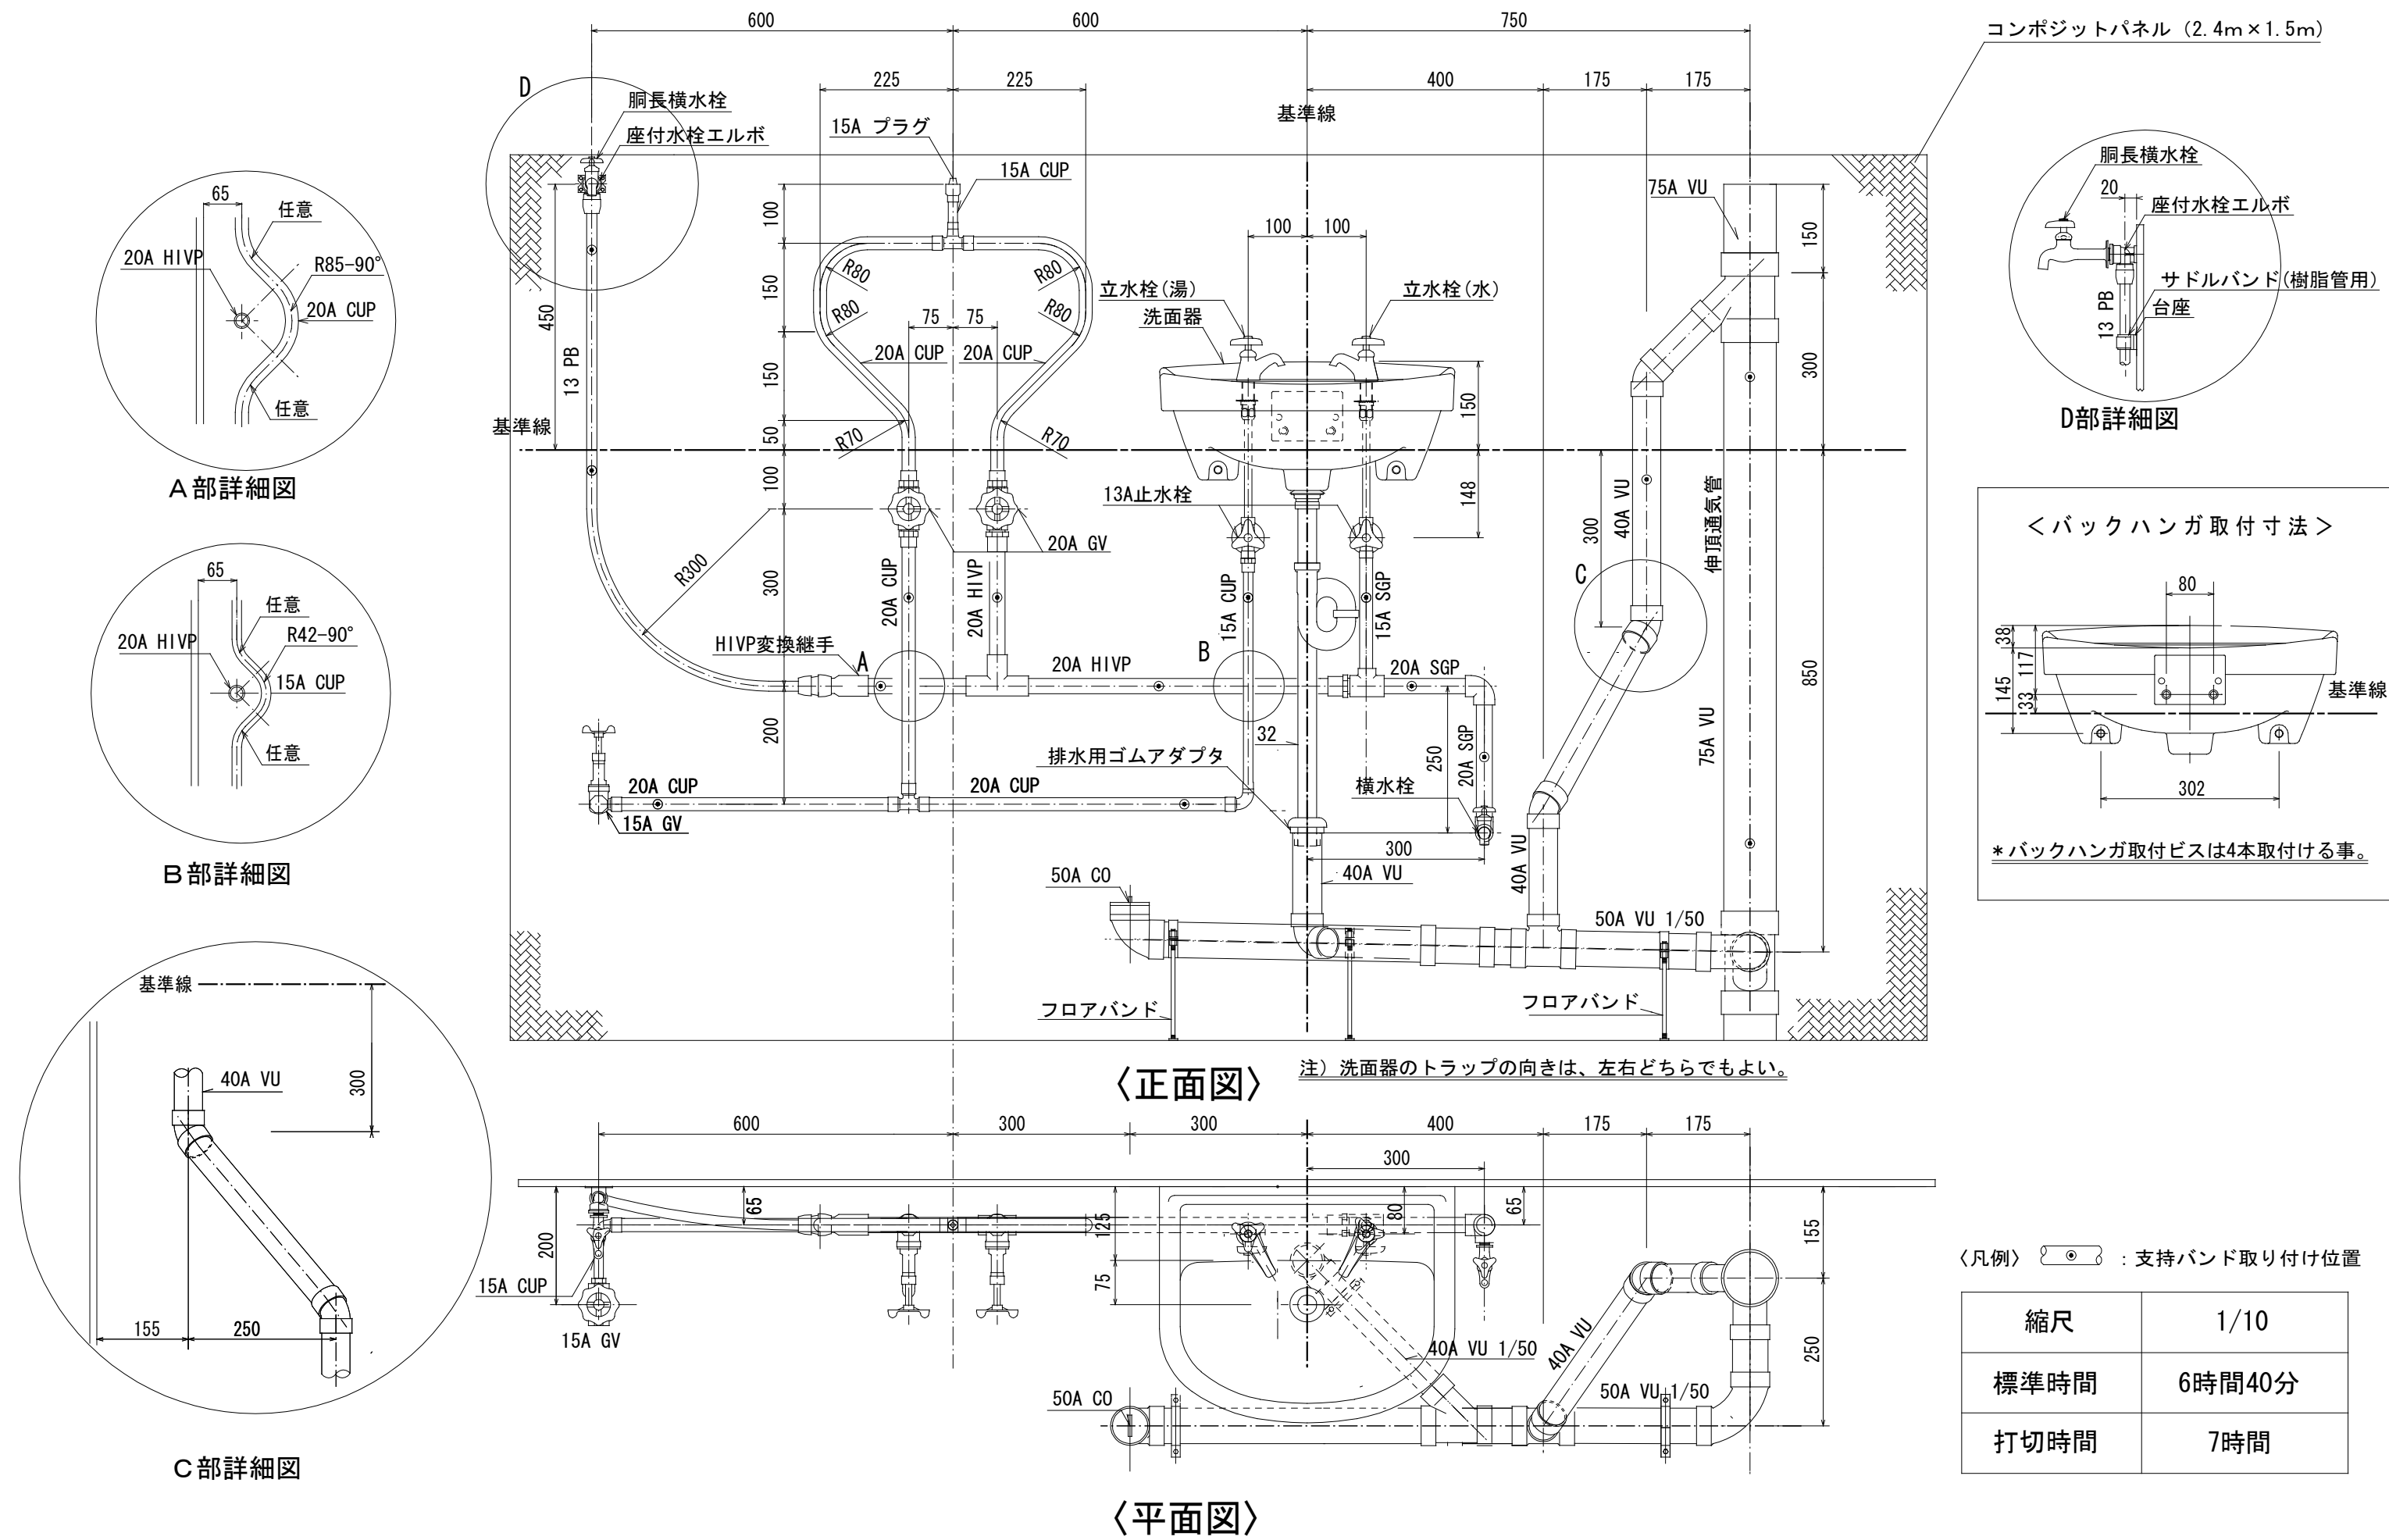 600
600
750
コンポジットパネル (2.4m×1.5m)
225
225
400
175
175
基準線
D
胴長横水栓
座付水栓エルボ
15A プラグ
15A CUP
75A VU
100
150
150
50
100
300
200
450
13 PB
R80
R80
R80
R80
75
75
20A CUP
20A CUP
R70
R70
基準線
100
100
立水栓(湯)
洗面器
立水栓(水)
150
148
150
300
850
13A止水栓
20A GV
R300
20A CUP
20A HIVP
15A CUP
15A SGP
300
40A VU
伸頂通気管
C
HIVP変換継手
A
20A HIVP
B
20A SGP
32
250
20A SGP
75A VU
排水用ゴムアダプタ
横水栓
20A CUP
20A CUP
15A GV
300
40A VU
40A VU
50A CO
50A VU 1/50
フロアバンド
フロアバンド
〈正面図〉
注) 洗面器のトラップの向きは、左右どちらでもよい。
65
任意
20A HIVP
R85-90°
20A CUP
任意
A部詳細図
65
任意
20A HIVP
R42-90°
15A CUP
任意
B部詳細図
基準線
40A VU
300
155
250
C部詳細図
胴長横水栓
20
座付水栓エルボ
サドルバンド(樹脂管用)
13 PB
台座
D部詳細図
＜バックハンガ取付寸法＞
80
38
117
145
33
基準線
302
*バックハンガ取付ビスは4本取付ける事。
600
300
300
400
175
175
300
65
125
80
65
155
200
75
250
15A CUP
15A GV
40A VU 1/50
40A VU
50A VU 1/50
50A CO
〈平面図〉
〈凡例〉 : 支持バンド取り付け位置
縮尺 1/10
標準時間 6時間40分
打切時間 7時間